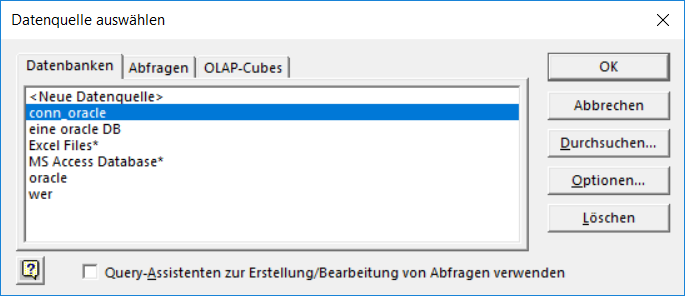 Datenquelle auswählen
Datenbanken Abfragen OLAP-Cubes
<Neue Datenquelle>
conn_oracle
eine oracle DB
Excel Files*
MS Access Database*
oracle
wer
OK
Abbrechen
Durchsuchen...
Optionen...
Löschen
?
Query-Assistenten zur Erstellung/Bearbeitung von Abfragen verwenden